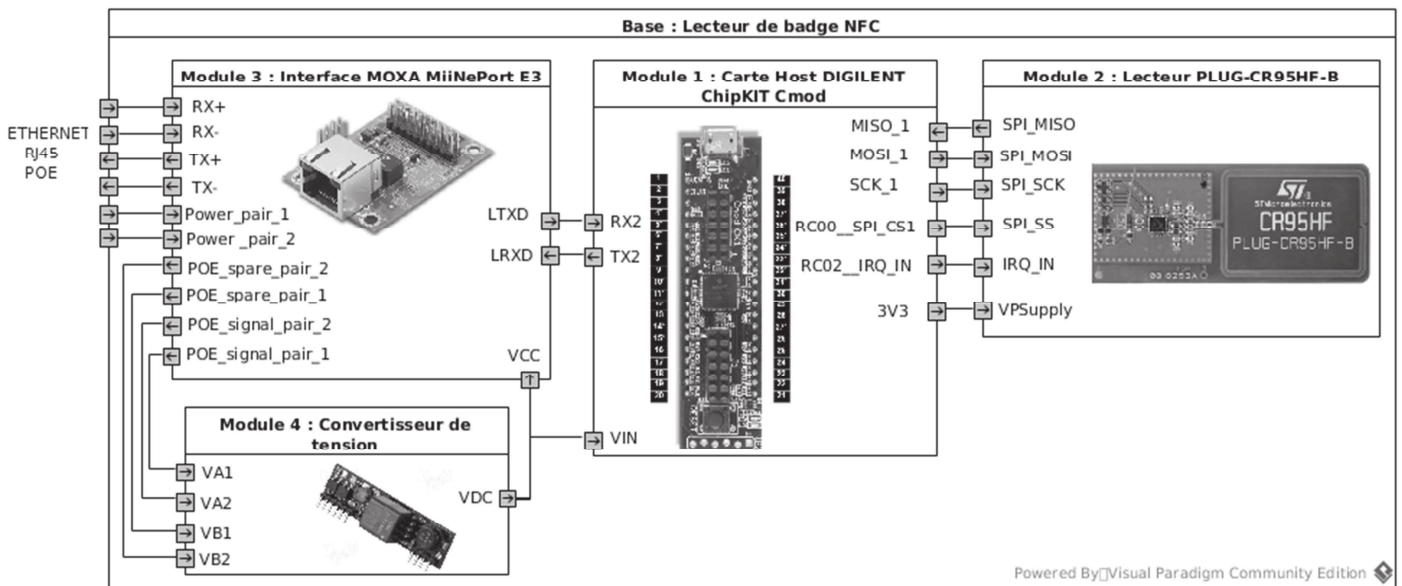 Base : Lecteur de badge NFC
Module 3 : Interface MOXA MiiNePort E3
ETHERNET
RJ45
POE
RX+
RX-
TX+
TX-
Power_pair_1
Power _pair_2
POE_spare_pair_2
POE_spare_pair_1
POE_signal_pair_2
POE_signal_pair_1
LTXD
LRXD
VCC
Module 1 : Carte Host DIGILENT
ChipKIT Cmod
RX2
TX2
VIN
MISO_1
MOSI_1
SCK_1
RC00__SPI_CS1
RC02__IRQ_IN
3V3
Module 2 : Lecteur PLUG-CR95HF-B
SPI_MISO
SPI_MOSI
SPI_SCK
SPI_SS
IRQ_IN
VPSupply
ST
STMicroelectronics
CR95HF
PLUG-CR95HF-B
Module 4 : Convertisseur de
tension
VA1
VA2
VB1
VB2
VDC
Powered By Visual Paradigm Community Edition